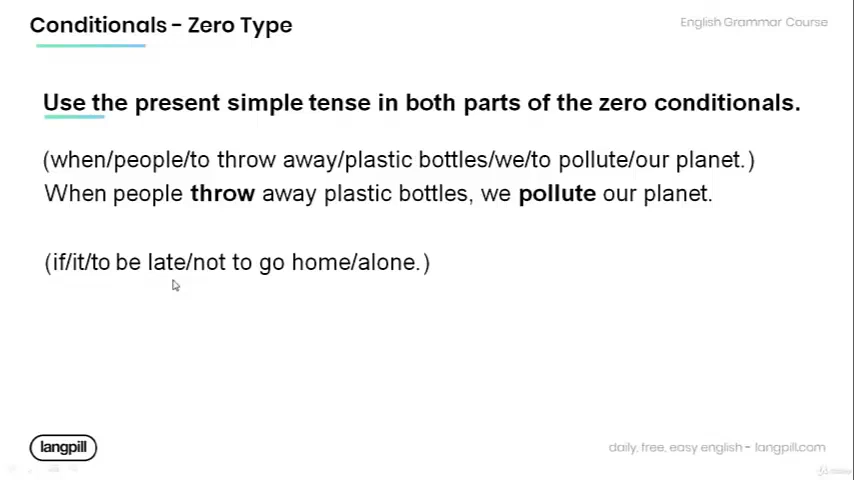 Conditionals - Zero Type
English Grammar Course
Use the present simple tense in both parts of the zero conditionals.
(when/people/to throw away/plastic bottles/we/to pollute/our planet.)
When people throw away plastic bottles, we pollute our planet.
(if/it/to be late/not to go home/alone.)
langpill
daily, free, easy english - langpill.com